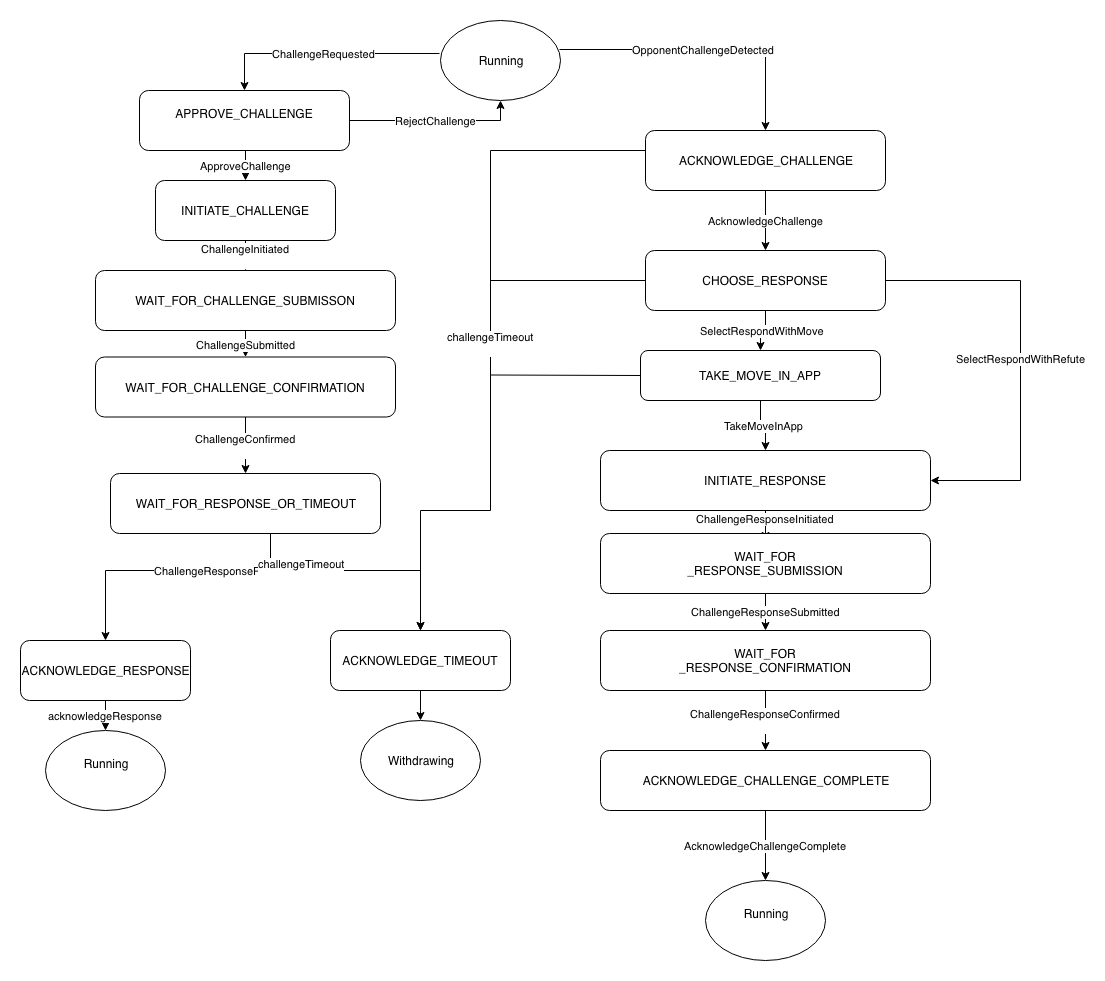 Running
ChallengeRequested
OpponentChallengeDetected
APPROVE_CHALLENGE
RejectChallenge
ACKNOWLEDGE_CHALLENGE
ApproveChallenge
INITIATE_CHALLENGE
AcknowledgeChallenge
ChallengeInitiated
CHOOSE_RESPONSE
WAIT_FOR_CHALLENGE_SUBMISSON
SelectRespondWithMove
challengeTimeout
ChallengeSubmitted
SelectRespondWithRefute
TAKE_MOVE_IN_APP
WAIT_FOR_CHALLENGE_CONFIRMATION
TakeMoveInApp
ChallengeConfirmed
INITIATE_RESPONSE
WAIT_FOR_RESPONSE_OR_TIMEOUT
ChallengeResponseInitiated
WAIT_FOR
_RESPONSE_SUBMISSION
challengeTimeout
ChallengeResponseSubmitted
ACKNOWLEDGE_RESPONSE
ACKNOWLEDGE_TIMEOUT
WAIT_FOR
_RESPONSE_CONFIRMATION
acknowledgeResponse
ChallengeResponseConfirmed
Running
Withdrawing
ACKNOWLEDGE_CHALLENGE_COMPLETE
AcknowledgeChallengeComplete
Running